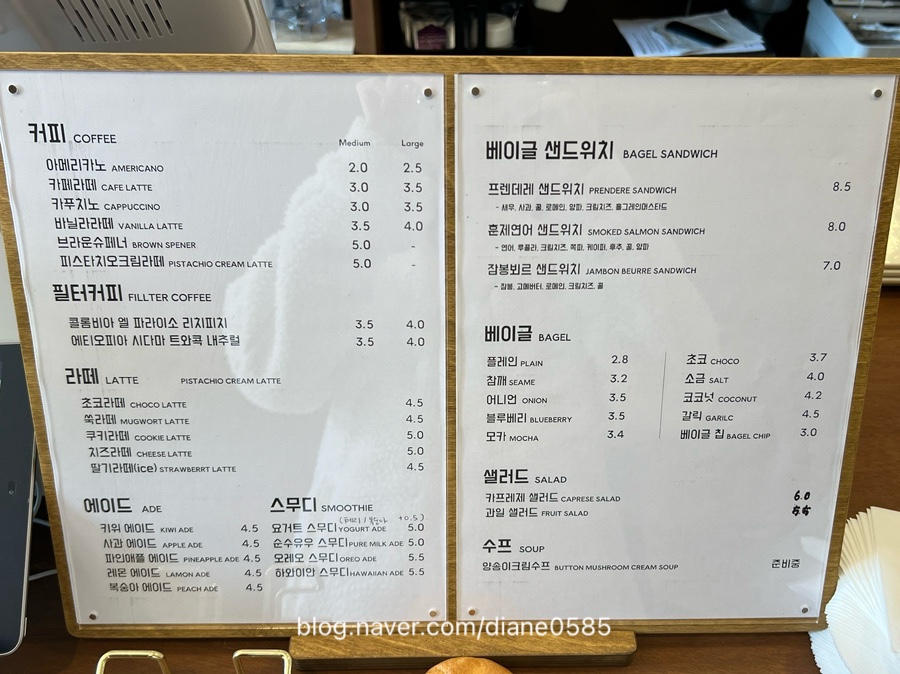 커피 COFFEE
Medium Large
아메리카노 AMERICANO 2.0 2.5
카페라떼 CAFE LATTE 3.0 3.5
카푸치노 CAPPUCCINO 3.0 3.5
바닐라라떼 VANILLA LATTE 3.5 4.0
브라운슈페너 BROWN SPENER 5.0 -
피스타치오크림라떼 PISTACHIO CREAM LATTE 5.0 -
필터커피 FILLTER COFFEE
콜롬비아 엘 파라이소 리치피치 3.5 4.0
에티오피아 시다마 트와콕 내추럴 3.5 4.0
라떼 LATTE PISTACHIO CREAM LATTE
초코라떼 CHOCO LATTE 4.5
쑥라떼 MUGWORT LATTE 4.5
쿠키라떼 COOKIE LATTE 5.0
치즈라떼 CHEESE LATTE 5.0
딸기라떼(ice) STRAWBERRT LATTE 4.5
에이드 ADE
키위 에이드 KIWI ADE 4.5
사과 에이드 APPLE ADE 4.5
파인애플 에이드 PINEAPPLE ADE 4.5
레몬 에이드 LAMON ADE 4.5
복숭아 에이드 PEACH ADE 4.5
스무디 SMOOTHIE
+0.5)
요거트 스무디 YOGURT ADE 5.0
순수유우 스무디 PURE MILK ADE 5.0
오레오 스무디 OREO ADE 5.5
하와이안 스무디 HAWAIIAN ADE 5.5
베이글 샌드위치 BAGEL SANDWICH
프렌데레 샌드위치 PRENDERE SANDWICH 8.5
- 새우, 사과, 꿀, 로메인, 양파, 크림치즈, 홀그레인머스타드
훈제연어 샌드위치 SMOKED SALMON SANDWICH 8.0
- 연어, 루꼴라, 크림치즈, 쪽파, 케이퍼, 후추, 꿀, 양파
잠봉뵈르 샌드위치 JAMBON BEURRE SANDWICH 7.0
- 잠봉, 고메버터, 로메인, 크림치즈, 꿀
베이글 BAGEL
플레인 PLAIN 2.8
참깨 SEAME 3.2
어니언 ONION 3.5
블루베리 BLUEBERRY 3.5
모카 MOCHA 3.4
초코 CHOCO 3.7
소금 SALT 4.0
코코넛 COCONUT 4.2
갈릭 GARILC 4.5
베이글 칩 BAGEL CHIP 3.0
샐러드 SALAD
카프레제 샐러드 CAPRESE SALAD 6.0
과일 샐러드 FRUIT SALAD
수프 SOUP
양송이크림수프 BUTTON MUSHROOM CREAM SOUP 준비중
blog.naver.com/diane0585